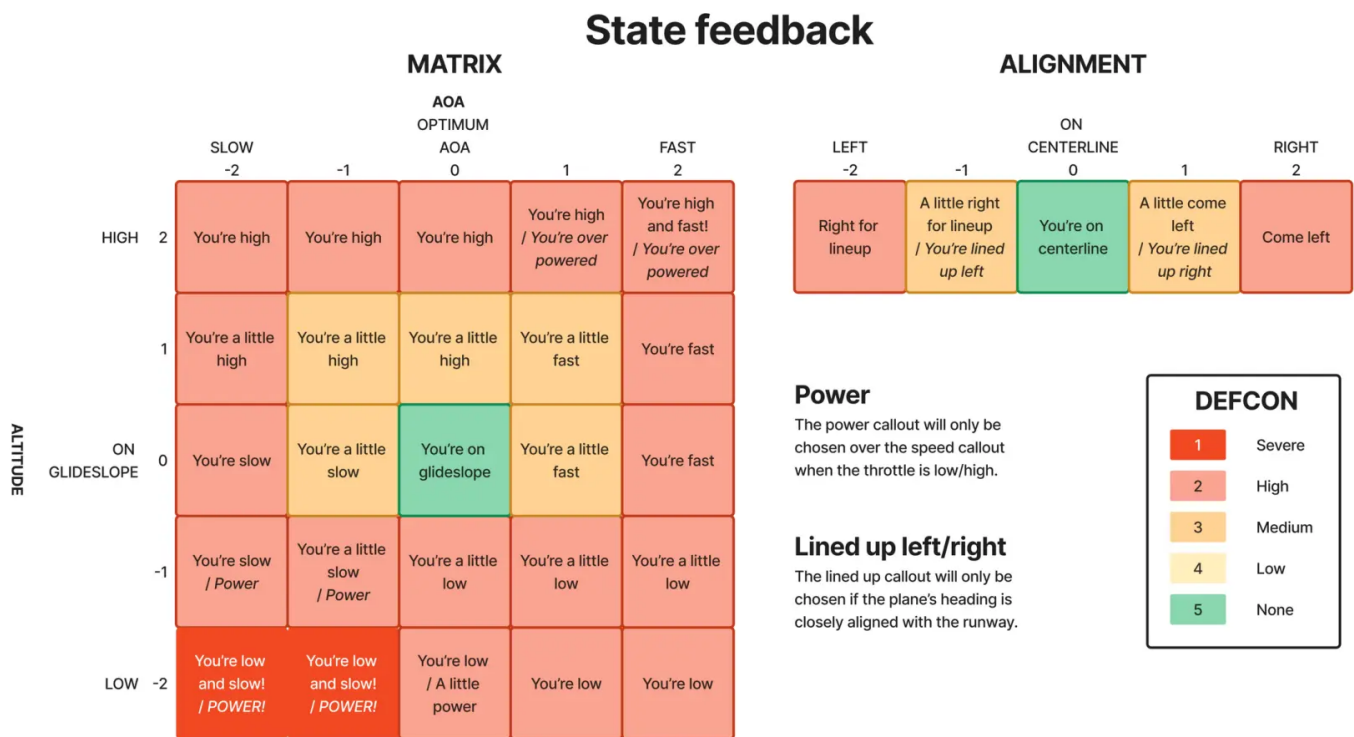 State feedback
MATRIX
AOA
OPTIMUM
SLOW
AOA
FAST
-2
-1
0
1
2
HIGH
2
You're high
You're high
You're high
You're high
/ You're over
powered
You're high
and fast!
/ You're over
powered
1
You're a little
high
You're a little
high
You're a little
high
You're a little
fast
You're fast
ALTITUDE
ON
GLIDESLOPE
0
You're slow
You're a little
slow
You're on
glideslope
You're a little
fast
You're fast
-1
You're slow
/ Power
You're a little
slow
/ Power
You're a little
low
You're a little
low
You're a little
low
LOW
-2
You're low
and slow!
/ POWER!
You're low
and slow!
/ POWER!
You're low
/ A little
power
You're low
You're low
ALIGNMENT
ON
LEFT
CENTERLINE
RIGHT
-2
-1
0
1
2
Right for
lineup
A little right
for lineup
/ You're lined
up left
You're on
centerline
A little come
left
/ You're lined
up right
Come left
Power
The power callout will only be
chosen over the speed callout
when the throttle is low/high.
Lined up left/right
The lined up callout will only be
chosen if the plane's heading is
closely aligned with the runway.
DEFCON
1 Severe
2 High
3 Medium
4 Low
5 None